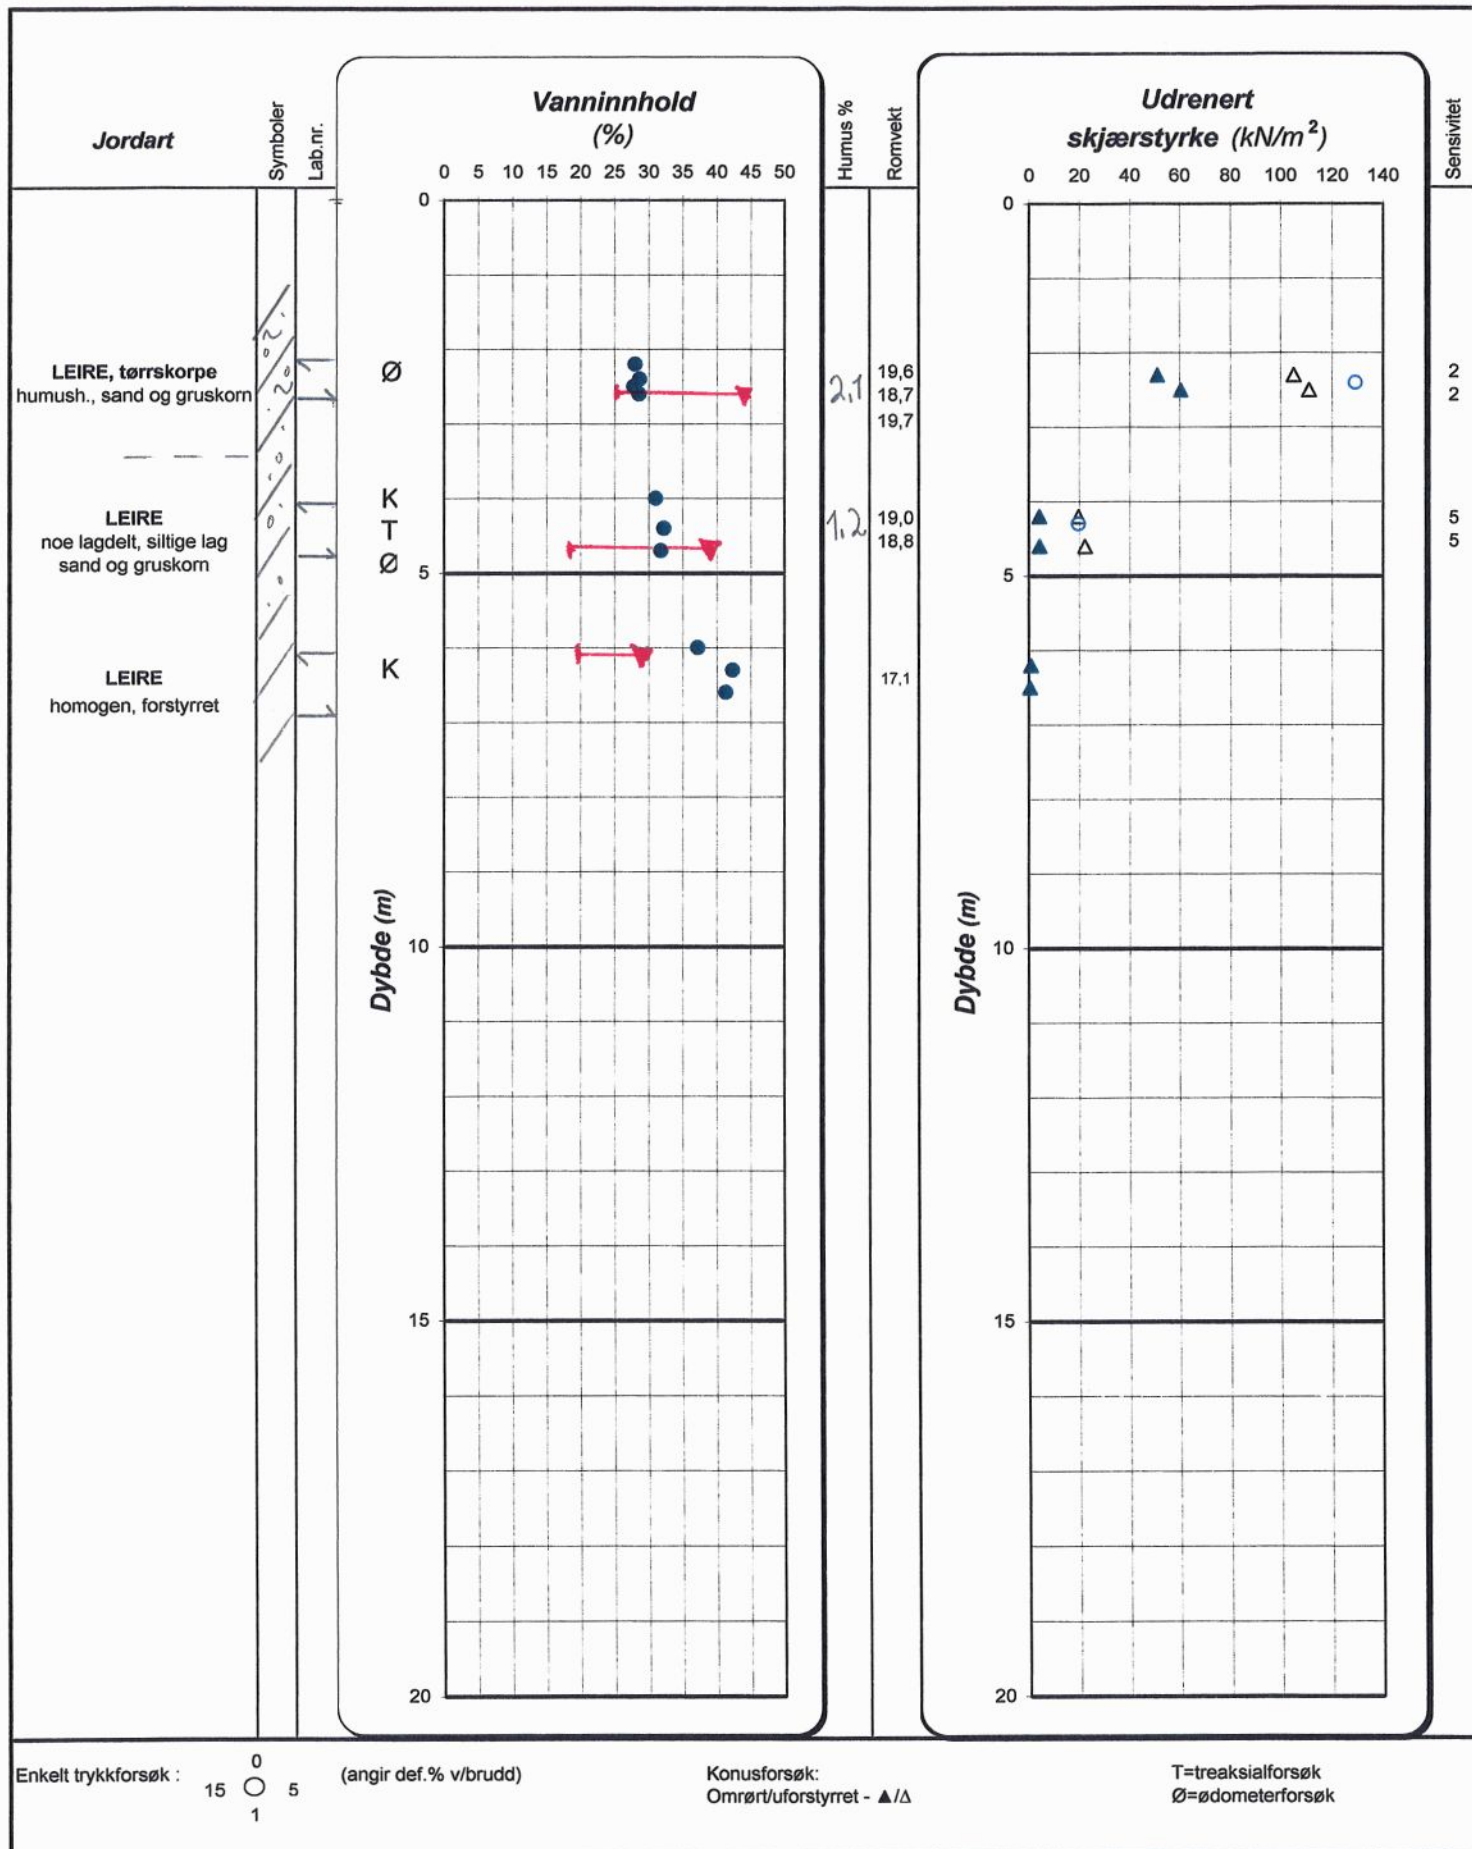 Jordart
Symboler
Lab.nr.
Vanninnhold
(%)
0 5 10 15 20 25 30 35 40 45 50
Humus %
Romvekt
Udrenert
skjærstyrke (kN/m²)
0 20 40 60 80 100 120 140
Sensivitet
0
0
LEIRE, tørrskorpe
humush., sand og gruskorn
Ø
2,1
19,6
18,7
19,7
2
2
LEIRE
noe lagdelt, siltige lag
sand og gruskorn
K
T
Ø
1,2
19,0
18,8
5
5
5
5
LEIRE
homogen, forstyrret
K
17,1
Dybde (m)
10
15
20
Dybde (m)
10
15
20
Enkelt trykkforsøk :
0
15 5
1
(angir def.% v/brudd)
Konusforsøk:
Omrørt/uforstyrret - ▲/Δ
T=treaksialforsøk
Ø=ødometerforsøk